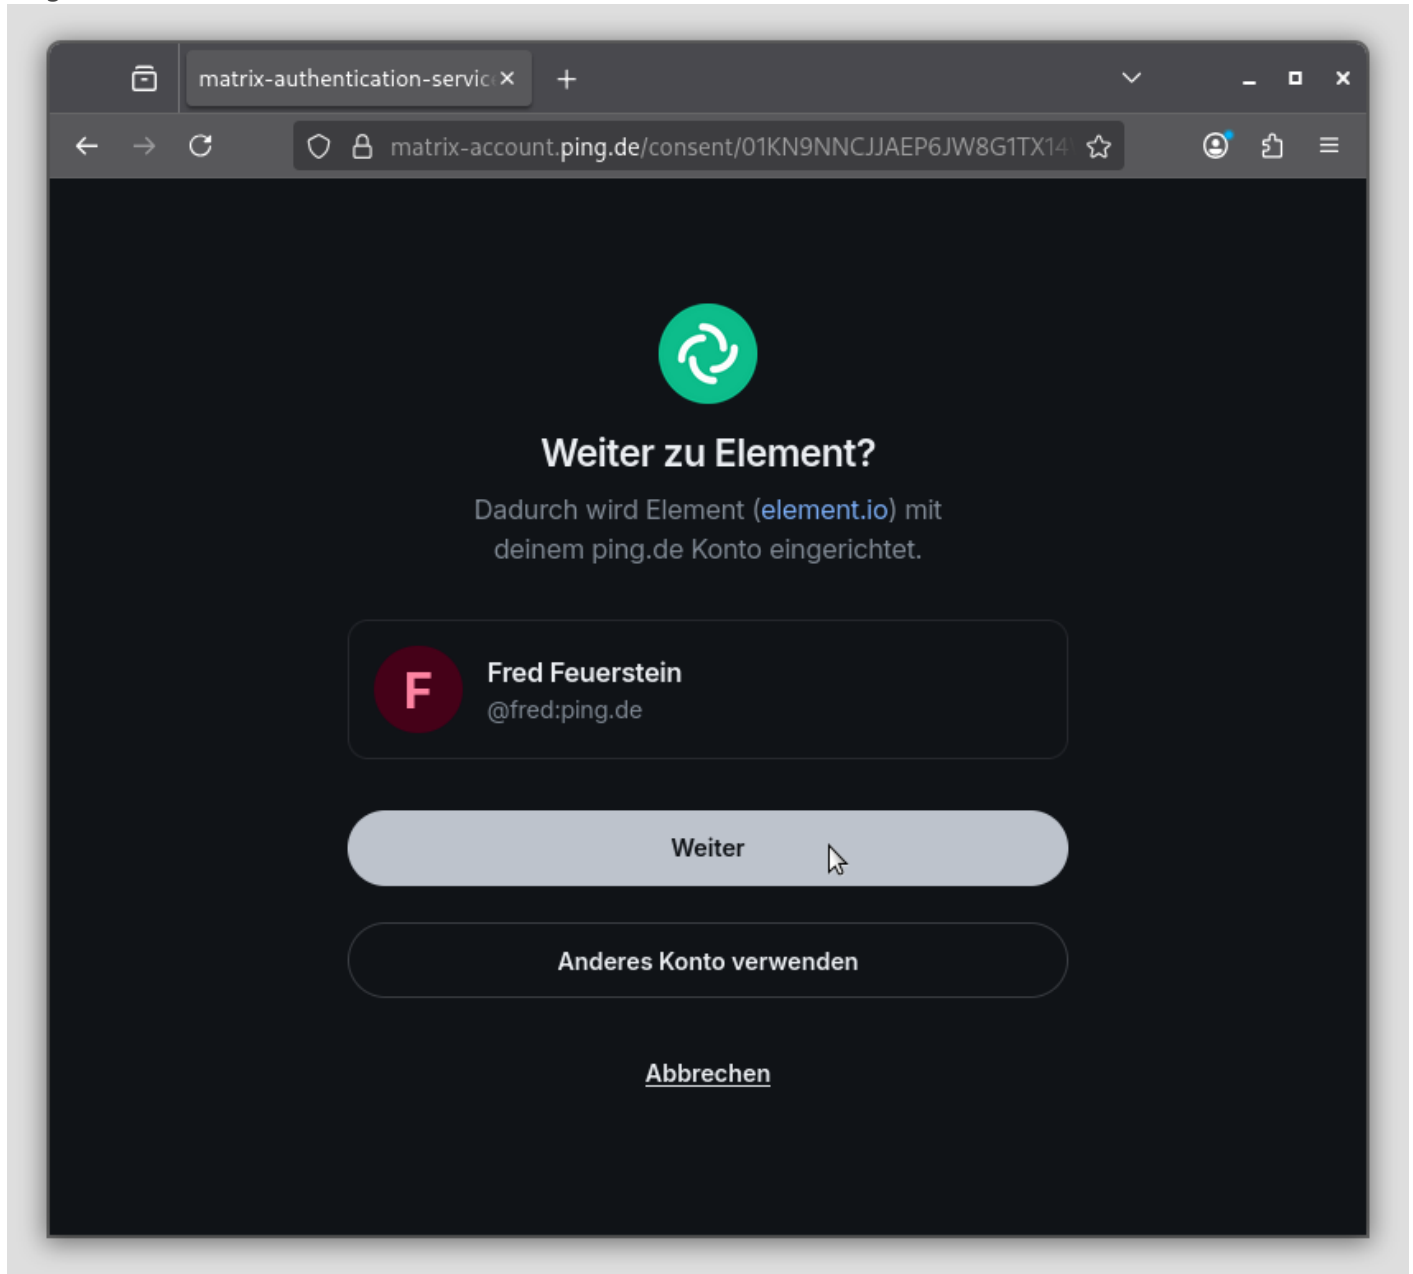 matrix-authentication-servic
matrix-account.ping.de/consent/01KN9NNCJJAEP6JW8G1TX14
Weiter zu Element?
Dadurch wird Element (element.io) mit
deinem ping.de Konto eingerichtet.
F
Fred Feuerstein
@fred:ping.de
Weiter
Anderes Konto verwenden
Abbrechen